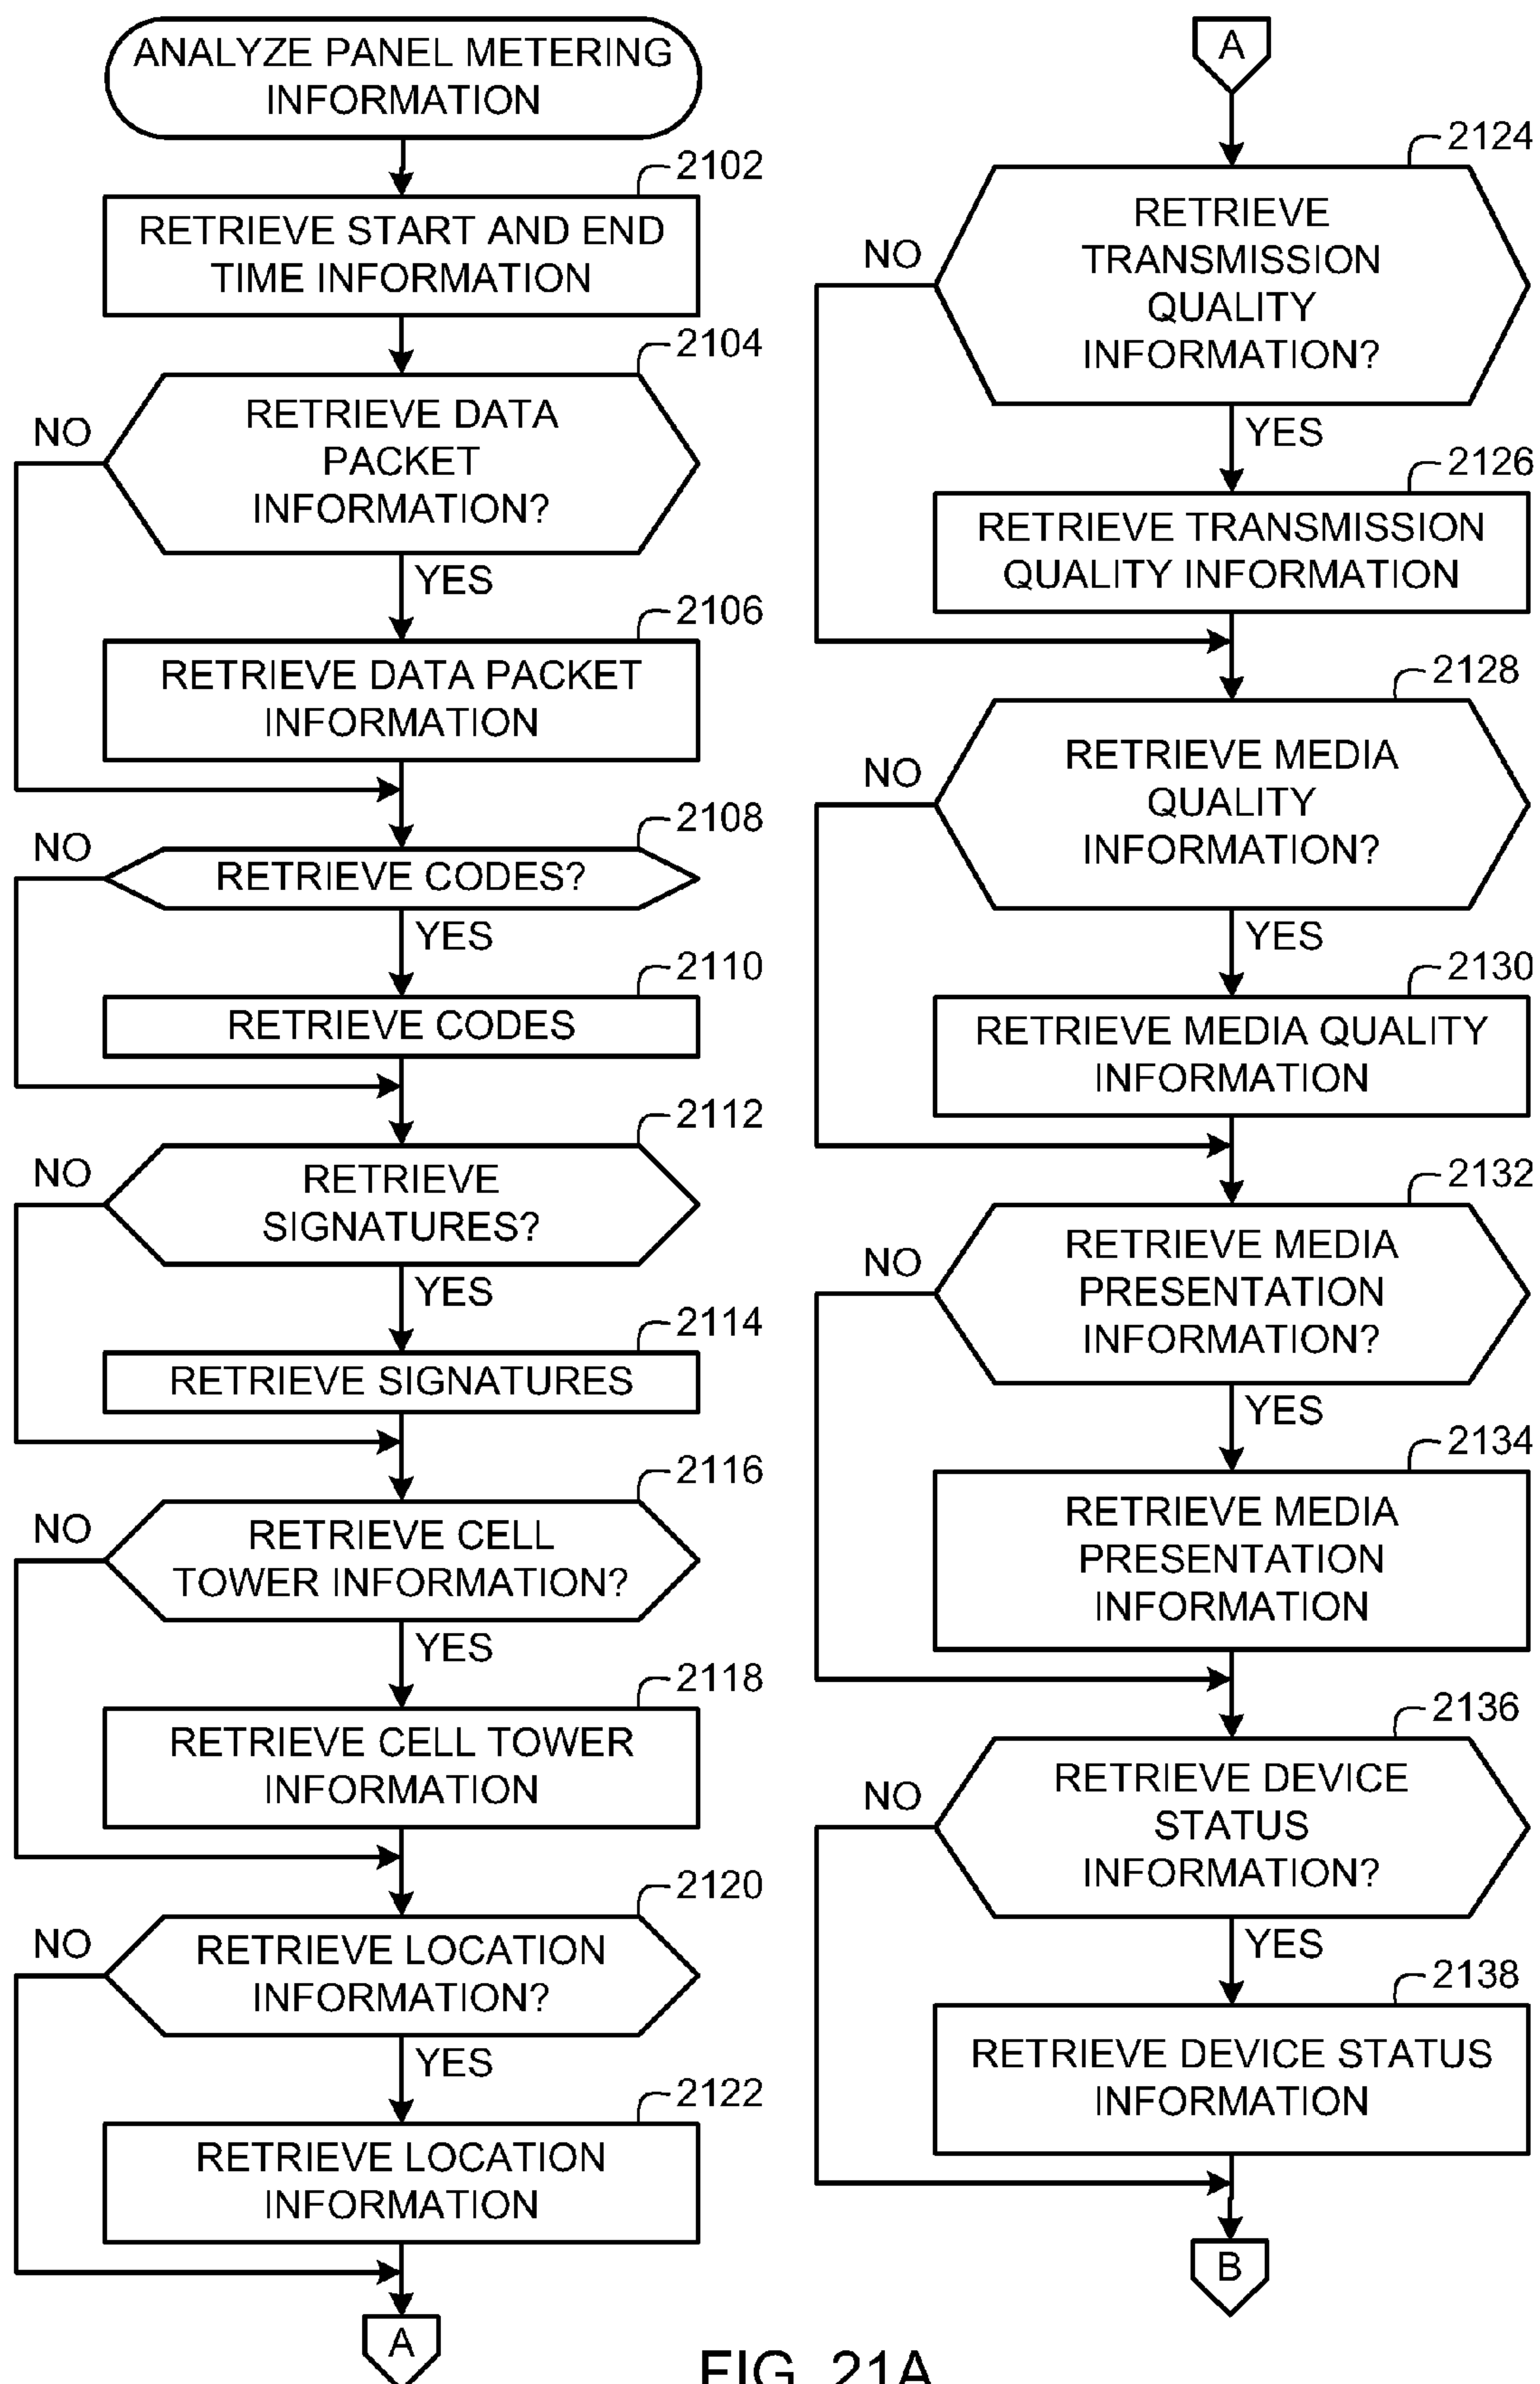 ANALYZE PANEL METERING
INFORMATION
2102
RETRIEVE START AND END
TIME INFORMATION
2104
RETRIEVE DATA
PACKET
INFORMATION?
NO
YES
2106
RETRIEVE DATA PACKET
INFORMATION
2108
NO
RETRIEVE CODES?
YES
2110
RETRIEVE CODES
2112
NO
RETRIEVE
SIGNATURES?
YES
2114
RETRIEVE SIGNATURES
2116
NO
RETRIEVE CELL
TOWER INFORMATION?
YES
2118
RETRIEVE CELL TOWER
INFORMATION
2120
NO
RETRIEVE LOCATION
INFORMATION?
YES
2122
RETRIEVE LOCATION
INFORMATION
A
A
2124
NO
RETRIEVE
TRANSMISSION
QUALITY
INFORMATION?
YES
2126
RETRIEVE TRANSMISSION
QUALITY INFORMATION
2128
NO
RETRIEVE MEDIA
QUALITY
INFORMATION?
YES
2130
RETRIEVE MEDIA QUALITY
INFORMATION
2132
NO
RETRIEVE MEDIA
PRESENTATION
INFORMATION?
YES
2134
RETRIEVE MEDIA
PRESENTATION
INFORMATION
2136
NO
RETRIEVE DEVICE
STATUS
INFORMATION?
YES
2138
RETRIEVE DEVICE STATUS
INFORMATION
B
FIG. 21A